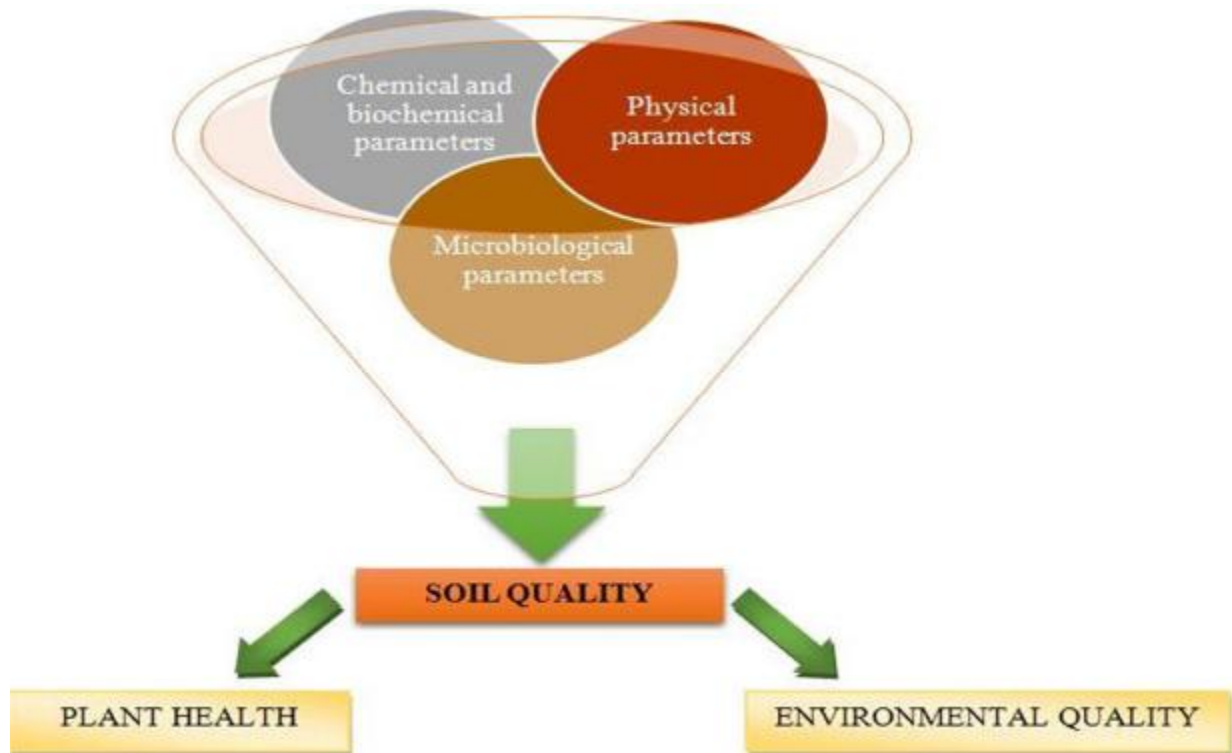 Chemical and
biochemical
parameters
Physical
parameters
Microbiological
parameters
SOIL QUALITY
PLANT HEALTH
ENVIRONMENTAL QUALITY